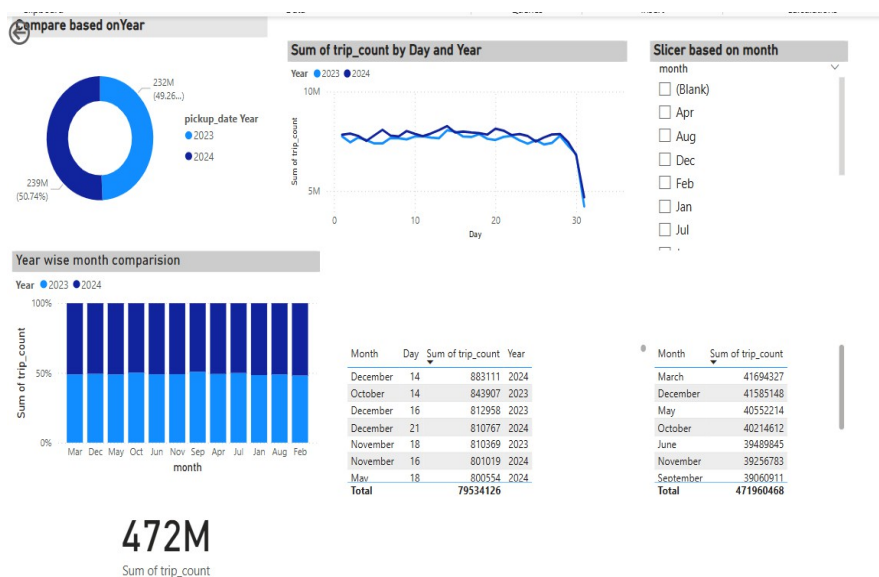 Compare based onYear
232M
(49.26...)
pickup_date Year
2023
2024
239M
(50.74%)
Sum of trip_count by Day and Year
Year 2023 2024
10M
5M
Sum of trip_count
0 10 20 30
Day
Slicer based on month
month
(Blank)
Apr
Aug
Dec
Feb
Jan
Jul
Year wise month comparision
Year 2023 2024
100%
50%
0%
Sum of trip_count
Mar Dec May Oct Jun Nov Sep Apr Jul Jan Aug Feb
month
Month Day Sum of trip_count Year
December 14 883111 2024
October 14 843907 2023
December 16 812958 2023
December 21 810767 2024
November 18 810369 2023
November 16 801019 2024
May 18 800554 2024
Total 79534126
Month Sum of trip_count
March 41694327
December 41585148
May 40552214
October 40214612
June 39489845
November 39256783
September 39060911
Total 471960468
472M
Sum of trip_count